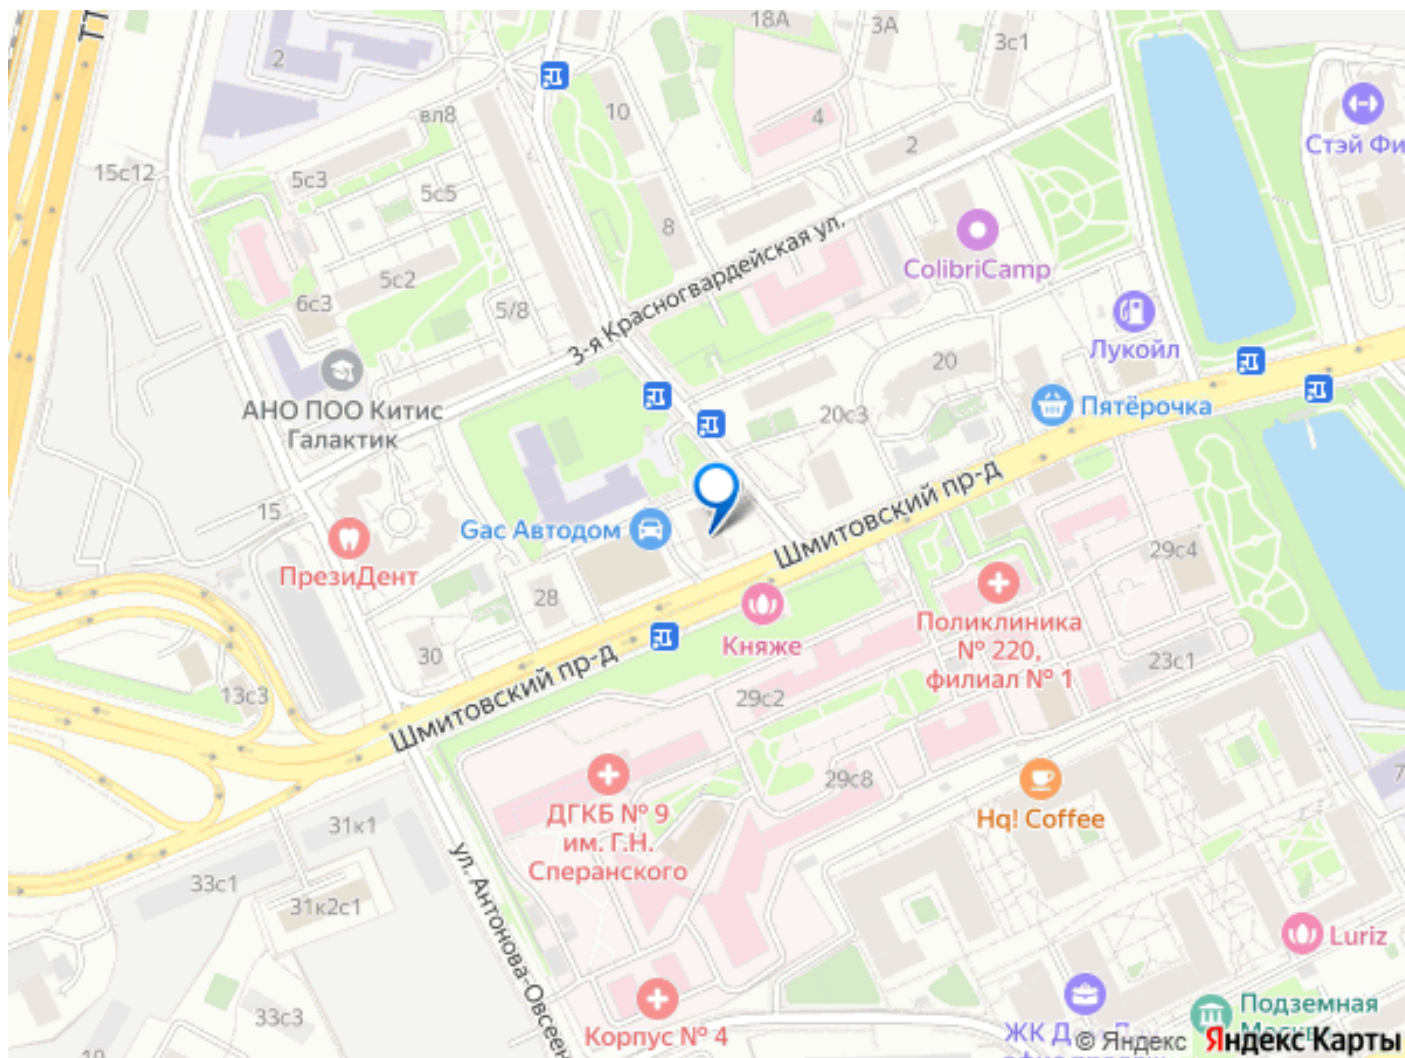 18А
3А
3с1
2
вл8
10
4
2
Стэй Фи
15с12
5с3
5с5
8
3-я Красногвардейская ул.
ColibriCamp
5с2
6с3
5/8
Лукойл
20
АНО ПОО Китис
Галактик
20с3
Пятёрочка
15
Gac Автодом
Шмитовский пр-д
29с4
ПрезиДент
28
Поликлиника
№ 220,
филиал № 1
Княже
30
23с1
13с3
Шмитовский пр-д
29с2
29с8
ДГКБ № 9
им. Г.Н.
Сперанского
Hq! Coffee
31к1
33с1
31к2с1
ул. Антонова-Овсеен
Luriz
33с3
Корпус № 4
ЖК Д
Подземная
© Яндекс
Яндекс Карты